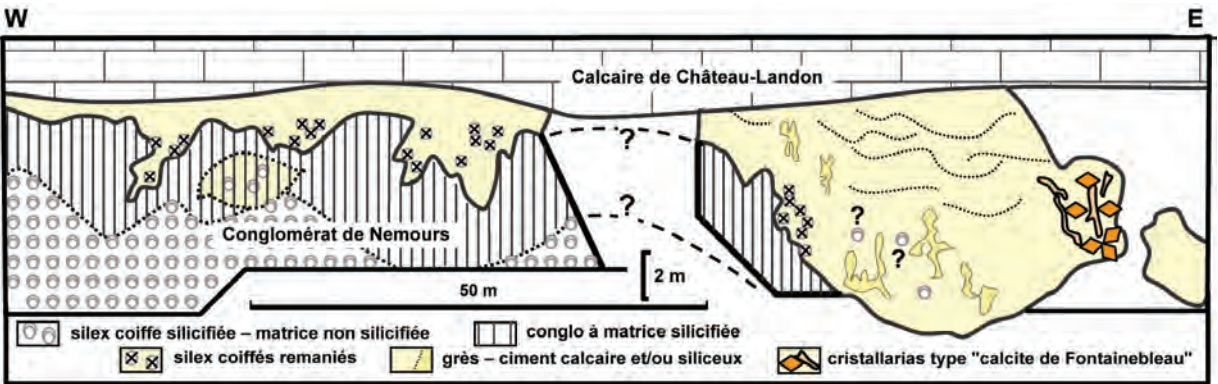 W E
Calcaire de Château-Landon
?
?
?
?
Conglomérat de Nemours
2 m
50 m
silex coiffe silicifiée – matrice non silicifiée conglo à matrice silicifiée
silex coiffés remaniés grès – ciment calcaire et/ou siliceux cristallarias type "calcite de Fontainebleau"